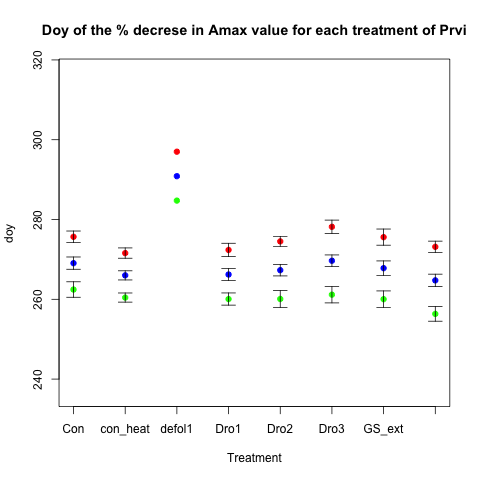 Doy of the % decrese in Amax value for each treatment of Prvi
320
300
280
260
240
doy
Con con_heat defol1 Dro1 Dro2 Dro3 GS_ext
Treatment